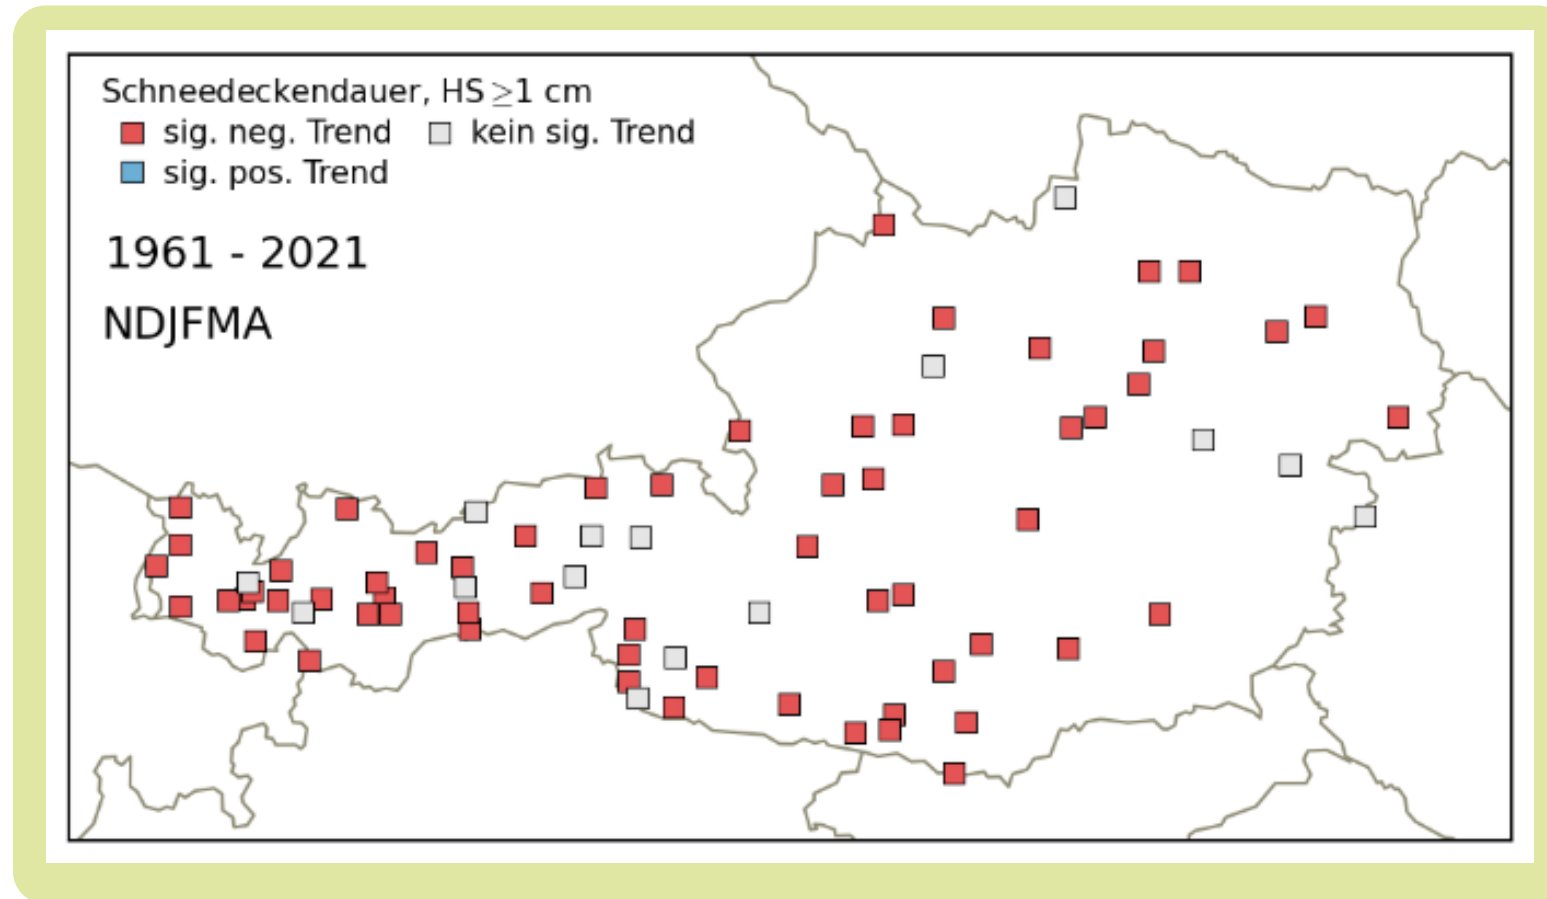 Schneedeckendauer, HS ≥1 cm
sig. neg. Trend kein sig. Trend
sig. pos. Trend
1961 - 2021
NDJFMA